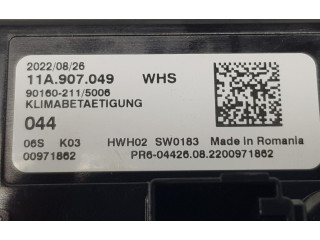 2022/08/26
11A.907.049 WHS
90160-211/5006
KLIMABETAETIGUNG
044
06S K03 HWH02 SW0183 Made in Romania
00971862 PR6-04426.08.2200971862